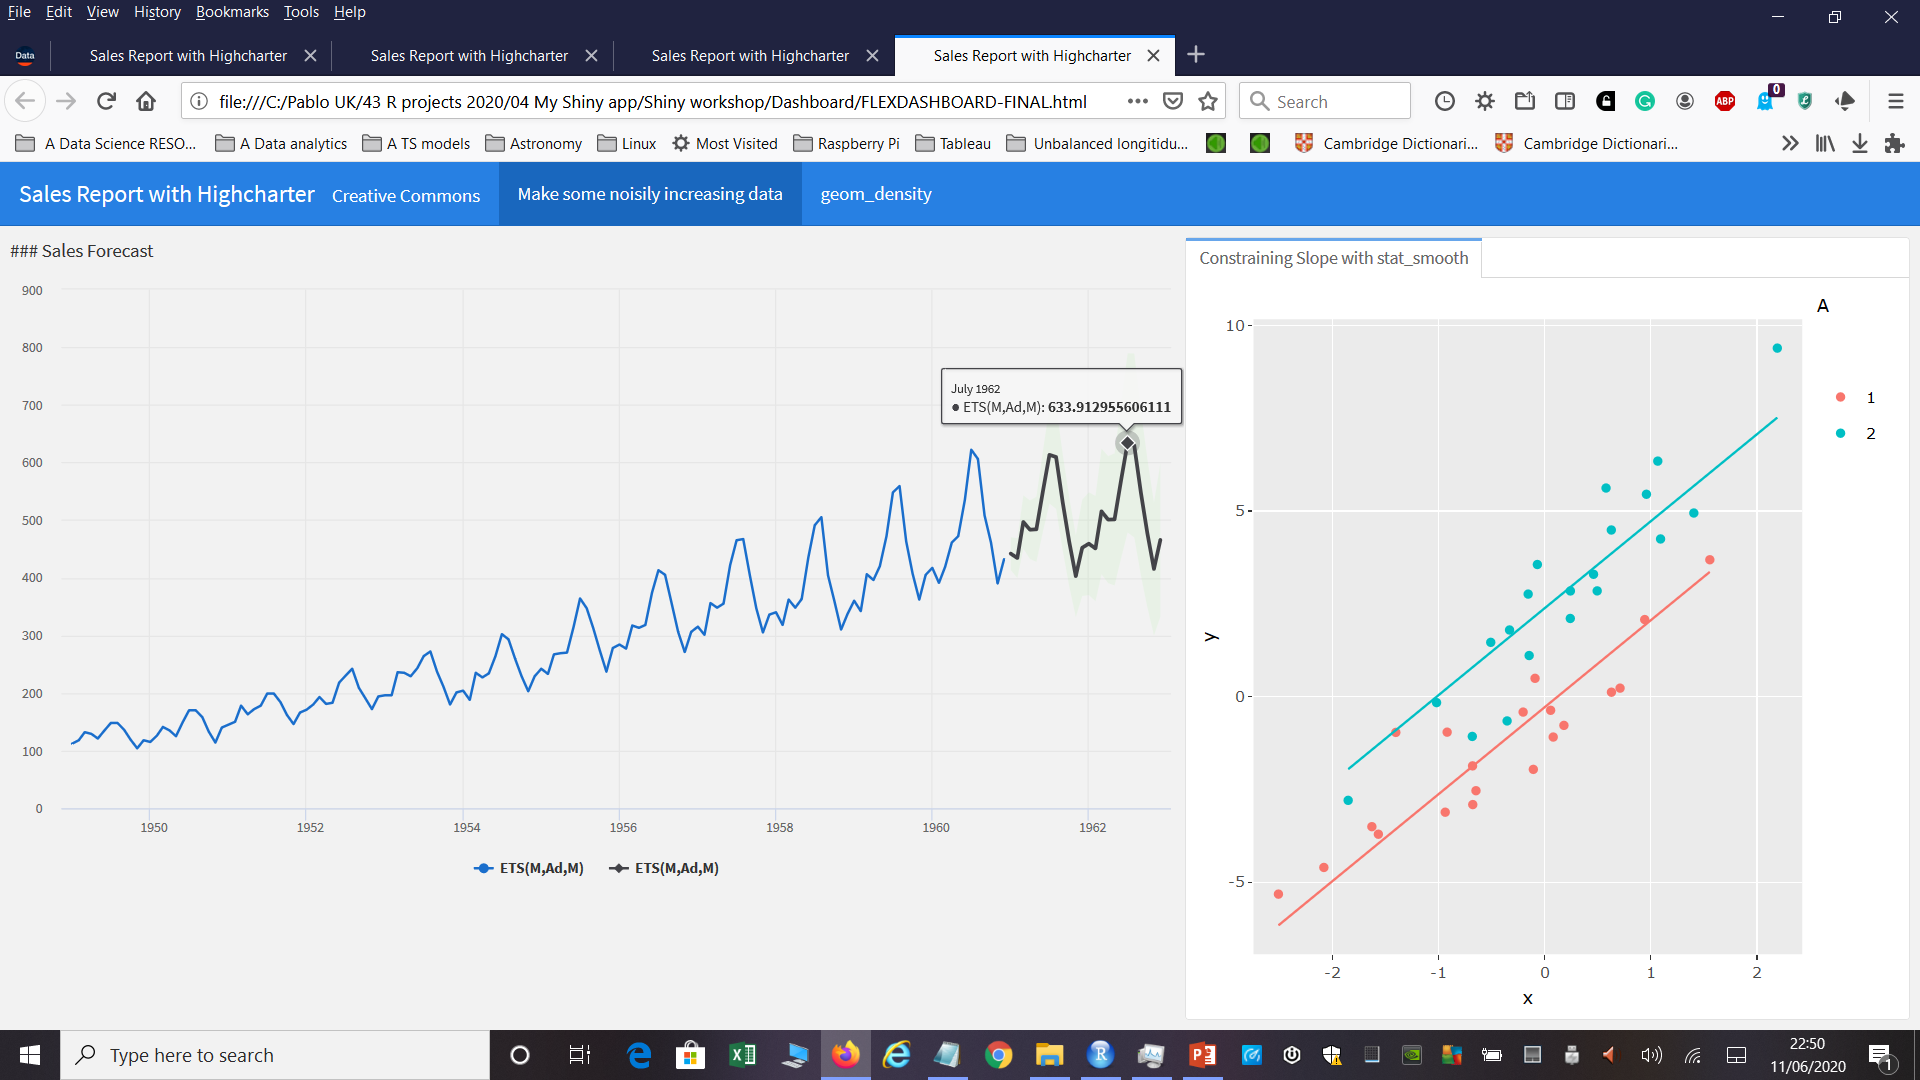 File Edit View History Bookmarks Tools Help
Data
Sales Report with Highcharter
Sales Report with Highcharter
Sales Report with Highcharter
Sales Report with Highcharter
file:///C:/Pablo UK/43 R projects 2020/04 My Shiny app/Shiny workshop/Dashboard/FLEXDASHBOARD-FINAL.html
Search
ABP
0
A Data Science RESO... A Data analytics A TS models Astronomy Linux Most Visited Raspberry Pi Tableau Unbalanced longitidu... Cambridge Dictionari... Cambridge Dictionari...
Sales Report with Highcharter Creative Commons Make some noisily increasing data geom_density
### Sales Forecast
900
800
700
600
500
400
300
200
100
0
1950 1952 1954 1956 1958 1960 1962
July 1962
ETS(M,Ad,M): 633.912955606111
ETS(M,Ad,M) ETS(M,Ad,M)
Constraining Slope with stat_smooth
A
1
2
10
5
0
-5
y
-2 -1 0 1 2
x
Type here to search
22:50
11/06/2020
1